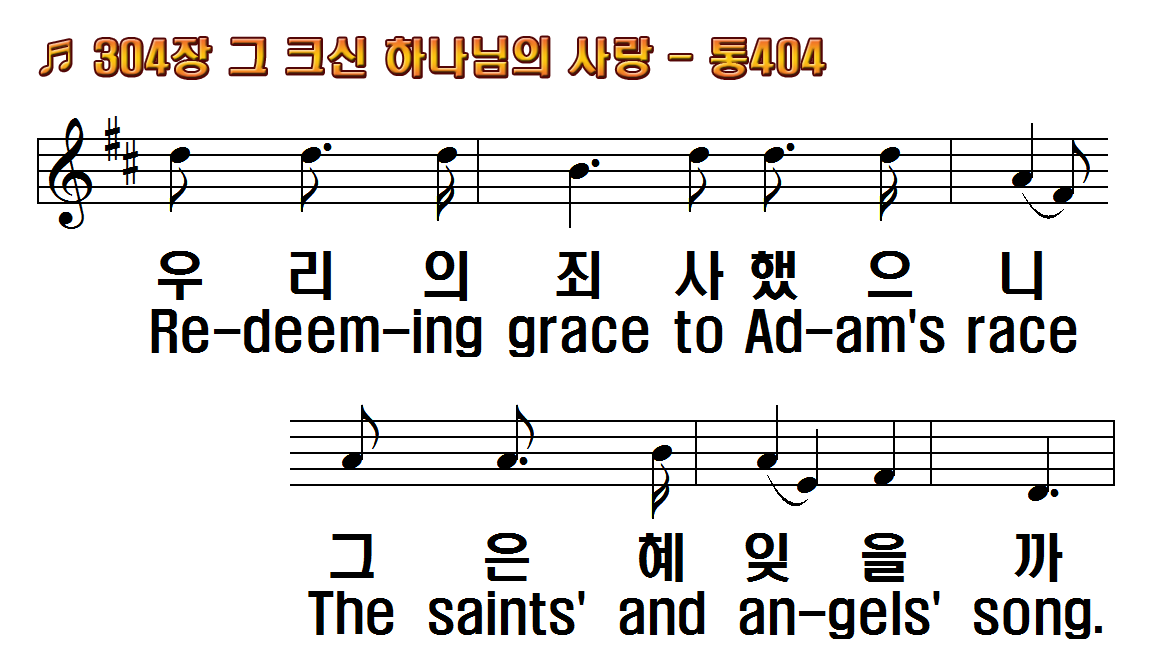 ♬ 304장 그 크신 하나님의 사랑 - 통404
우 리 의 죄 사 했 으 니
Re-deem-ing grace to Ad-am's race
그 은 혜 잊 을 까
The saints' and an-gels' song.